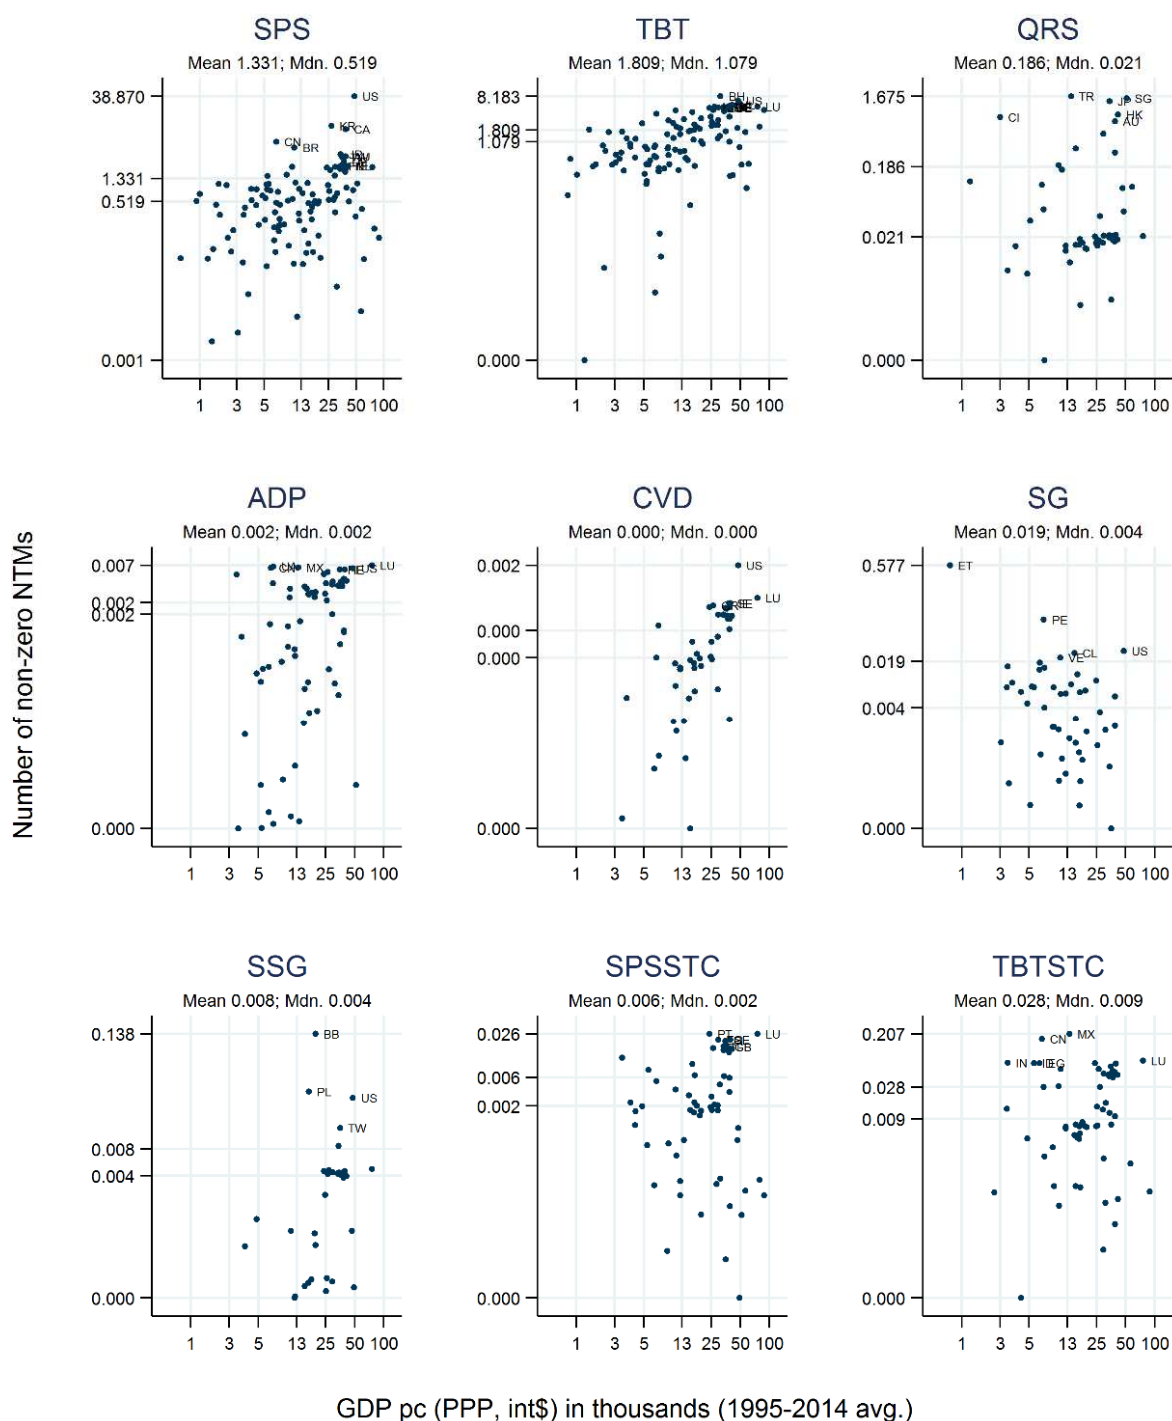 SPS
Mean 1.331; Mdn. 0.519
38.870
1.331
0.519
0.001
US
KR
CA
CN
BR
1 3 5 13 25 50 100
TBT
Mean 1.809; Mdn. 1.079
8.183
1.809
1.079
0.000
BH
US
LU
1 3 5 13 25 50 100
QRS
Mean 0.186; Mdn. 0.021
1.675
0.186
0.021
0.000
TR
JP
SG
CI
HK
AU
1 3 5 13 25 50 100
Number of non-zero NTMs
ADP
Mean 0.002; Mdn. 0.002
0.007
0.002
0.002
0.000
MX
US
LU
1 3 5 13 25 50 100
CVD
Mean 0.000; Mdn. 0.000
0.002
0.000
0.000
0.000
US
LU
1 3 5 13 25 50 100
SG
Mean 0.019; Mdn. 0.004
0.577
0.019
0.004
0.000
ET
PE
CL
US
VE
1 3 5 13 25 50 100
SSG
Mean 0.008; Mdn. 0.004
0.138
0.008
0.004
0.000
BB
PL
US
TW
1 3 5 13 25 50 100
SPSSTC
Mean 0.006; Mdn. 0.002
0.026
0.006
0.002
0.000
PT
LU
GB
1 3 5 13 25 50 100
TBTSTC
Mean 0.028; Mdn. 0.009
0.207
0.028
0.009
0.000
MX
CN
IN
EG
LU
1 3 5 13 25 50 100
GDP pc (PPP, int$) in thousands (1995-2014 avg.)